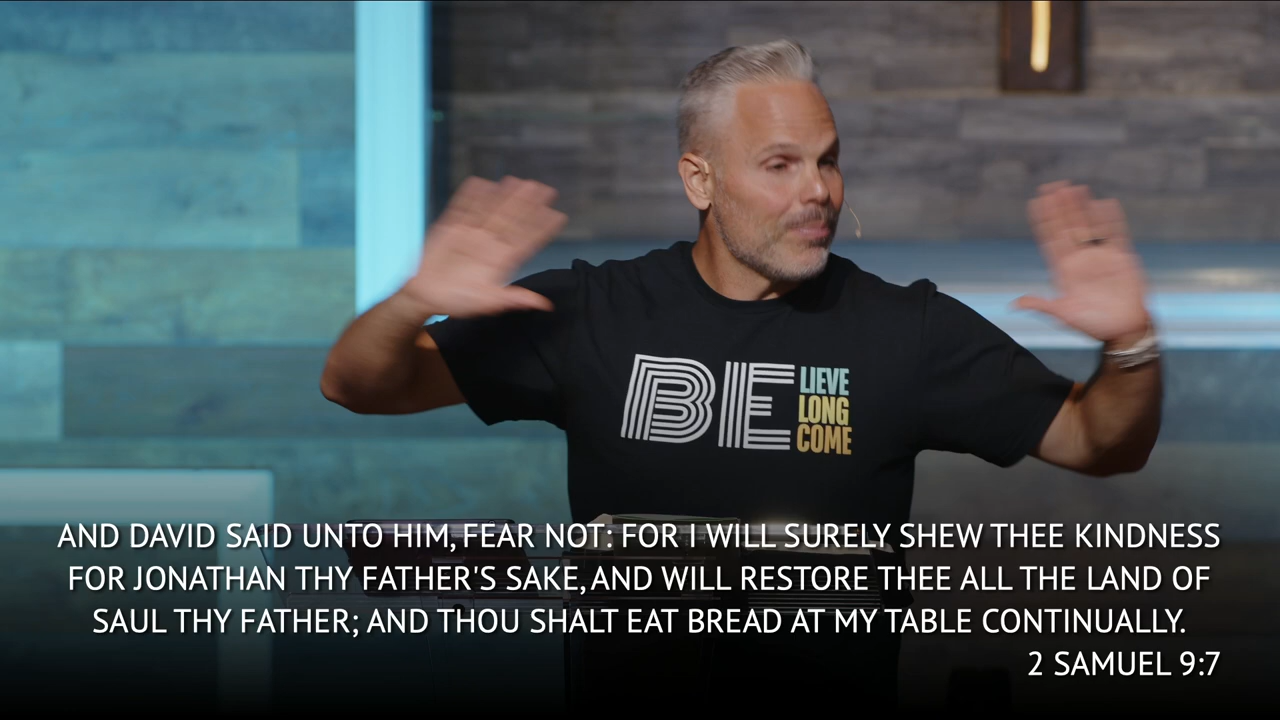 BE
LIEVE
LONG
COME
AND DAVID SAID UNTO HIM, FEAR NOT: FOR I WILL SURELY SHEW THEE KINDNESS
FOR JONATHAN THY FATHER'S SAKE, AND WILL RESTORE THEE ALL THE LAND OF
SAUL THY FATHER; AND THOU SHALT EAT BREAD AT MY TABLE CONTINUALLY.
2 SAMUEL 9:7